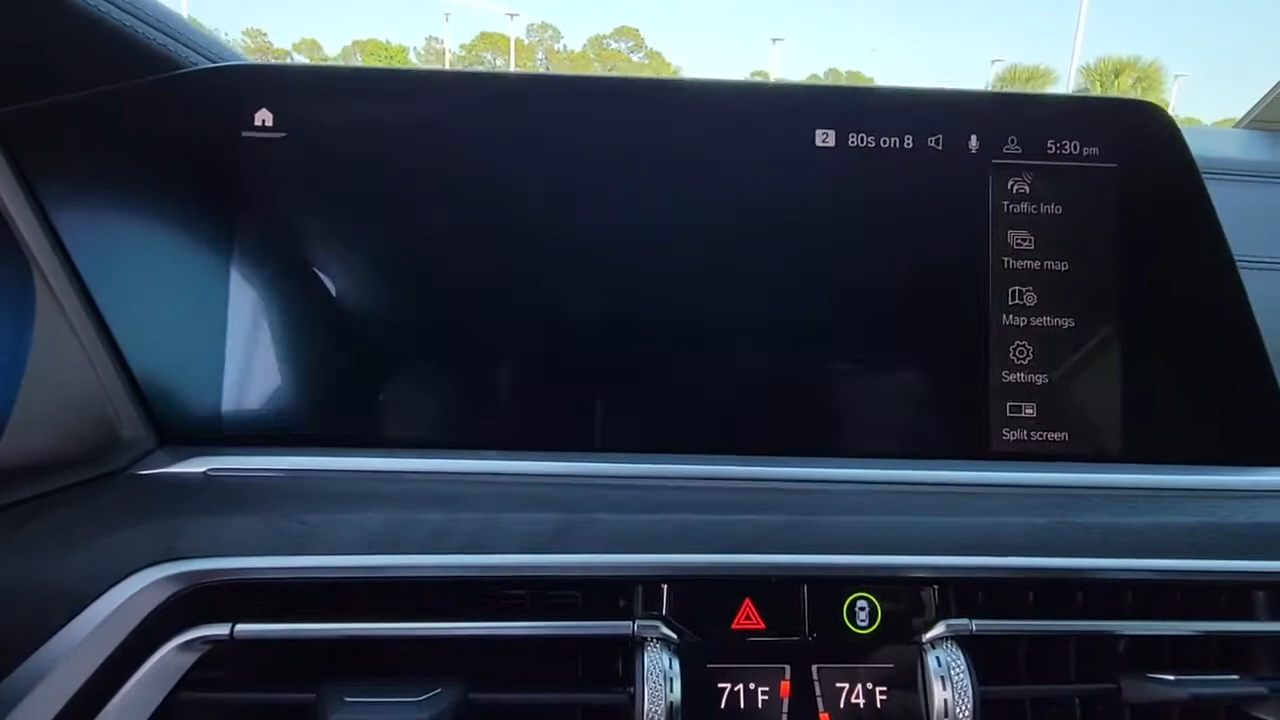 2 80s on 8 5:30 pm
Traffic Info
Theme map
Map settings
Settings
Split screen
71°F 74°F